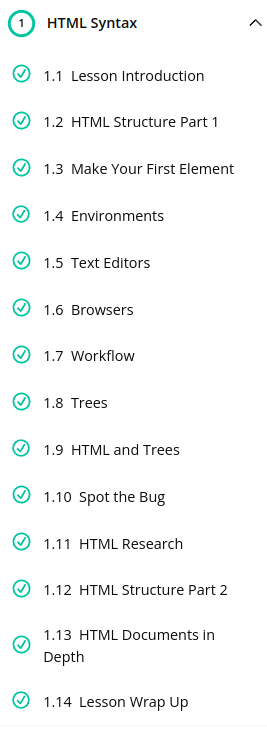 1 HTML Syntax
1.1 Lesson Introduction
1.2 HTML Structure Part 1
1.3 Make Your First Element
1.4 Environments
1.5 Text Editors
1.6 Browsers
1.7 Workflow
1.8 Trees
1.9 HTML and Trees
1.10 Spot the Bug
1.11 HTML Research
1.12 HTML Structure Part 2
1.13 HTML Documents in
Depth
1.14 Lesson Wrap Up